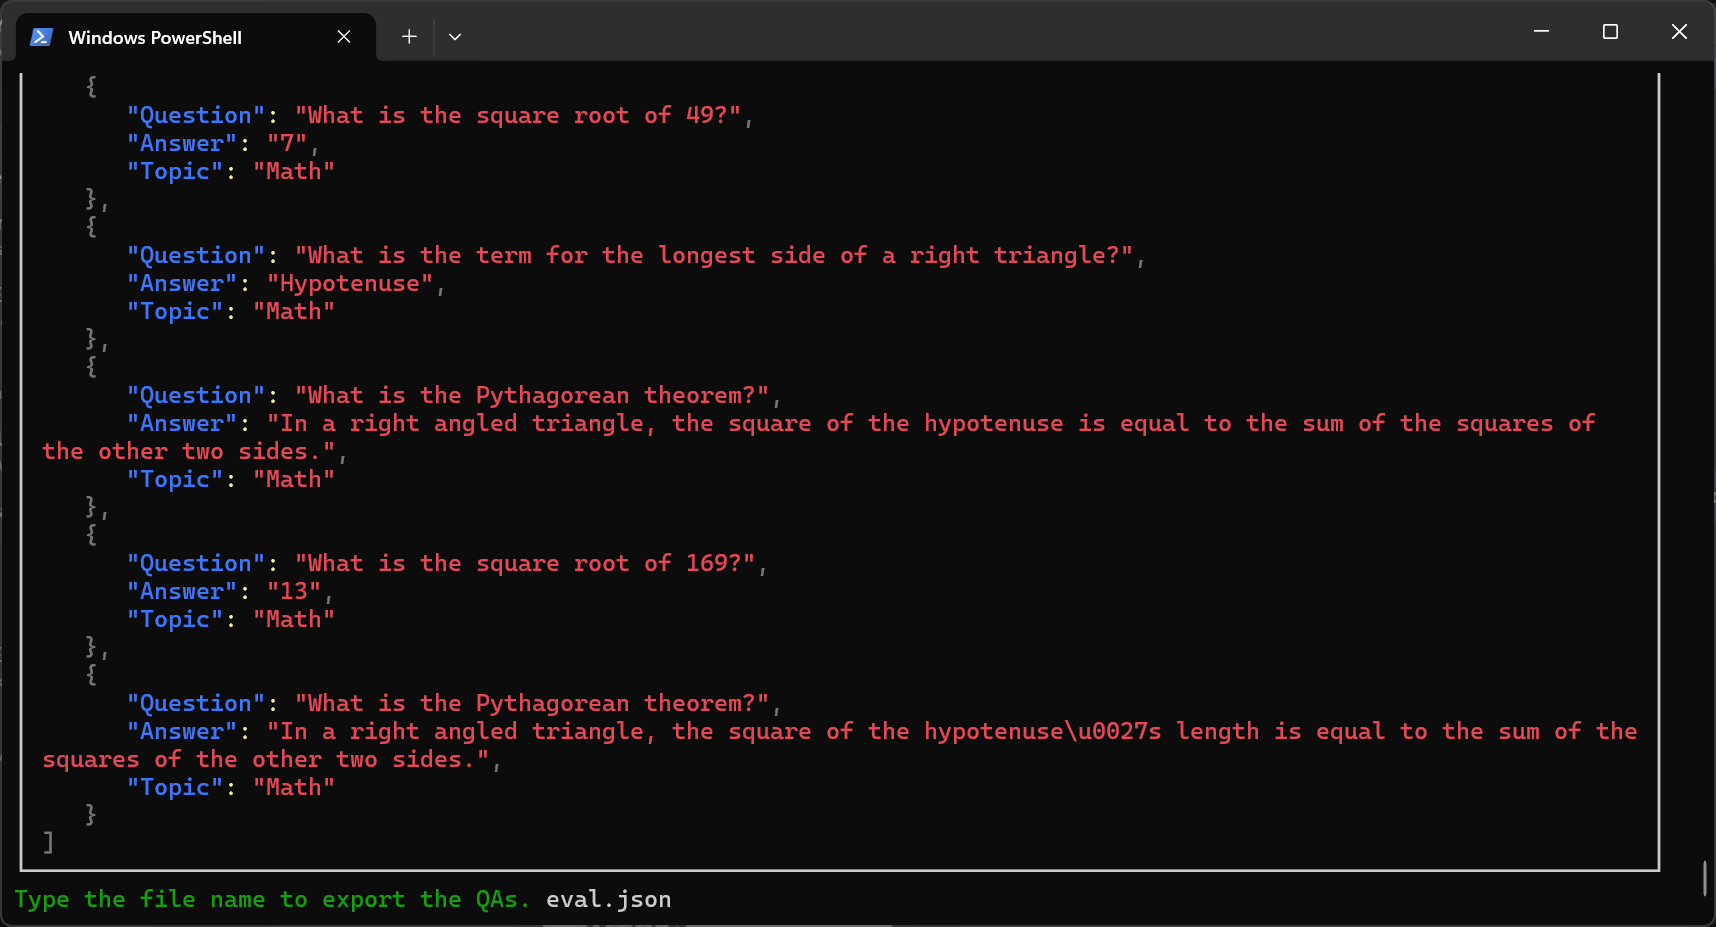 Windows PowerShell
{
"Question": "What is the square root of 49?",
"Answer": "7",
"Topic": "Math"
},
{
"Question": "What is the term for the longest side of a right triangle?",
"Answer": "Hypotenuse",
"Topic": "Math"
},
{
"Question": "What is the Pythagorean theorem?",
"Answer": "In a right angled triangle, the square of the hypotenuse is equal to the sum of the squares of
the other two sides.",
"Topic": "Math"
},
{
"Question": "What is the square root of 169?",
"Answer": "13",
"Topic": "Math"
},
{
"Question": "What is the Pythagorean theorem?",
"Answer": "In a right angled triangle, the square of the hypotenuse\u0027s length is equal to the sum of the
squares of the other two sides.",
"Topic": "Math"
}
]
Type the file name to export the QAs. eval.json